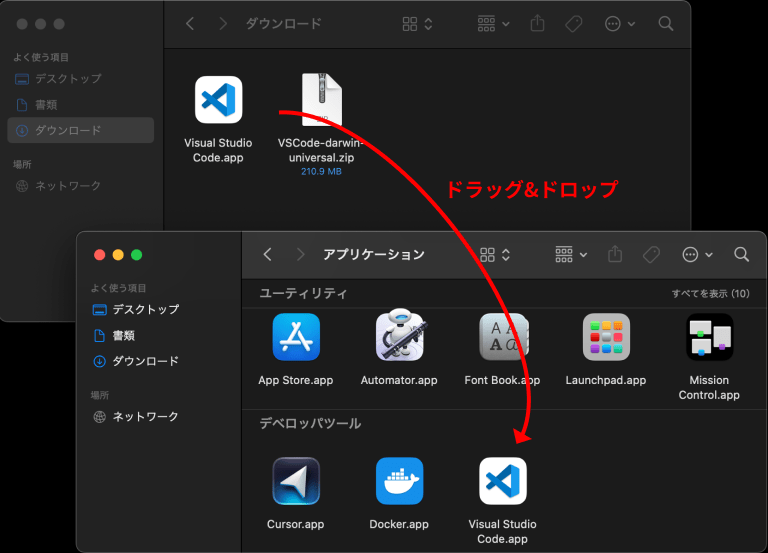 ダウンロード
よく使う項目
デスクトップ
書類
ダウンロード
場所
ネットワーク
Visual Studio
Code.app
VSCode-darwin-
universal.zip
210.9 MB
ドラッグ&ドロップ
アプリケーション
よく使う項目
デスクトップ
書類
ダウンロード
場所
ネットワーク
ユーティリティ
すべてを表示 (10)
App Store.app
Automator.app
Font Book.app
Launchpad.app
Mission
Control.app
デベロッパツール
Cursor.app
Docker.app
Visual Studio
Code.app